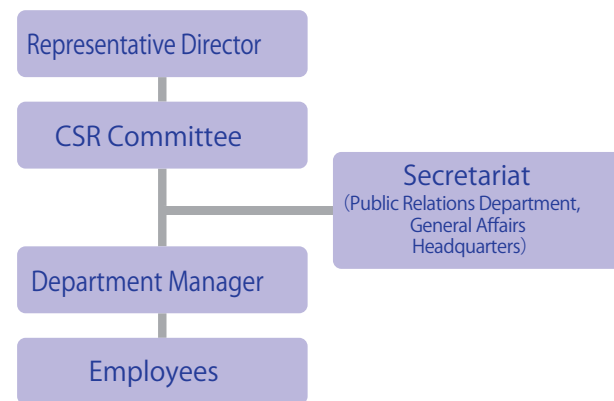 Representative Director
CSR Committee
Secretariat
(Public Relations Department,
General Affairs
Headquarters)
Department Manager
Employees